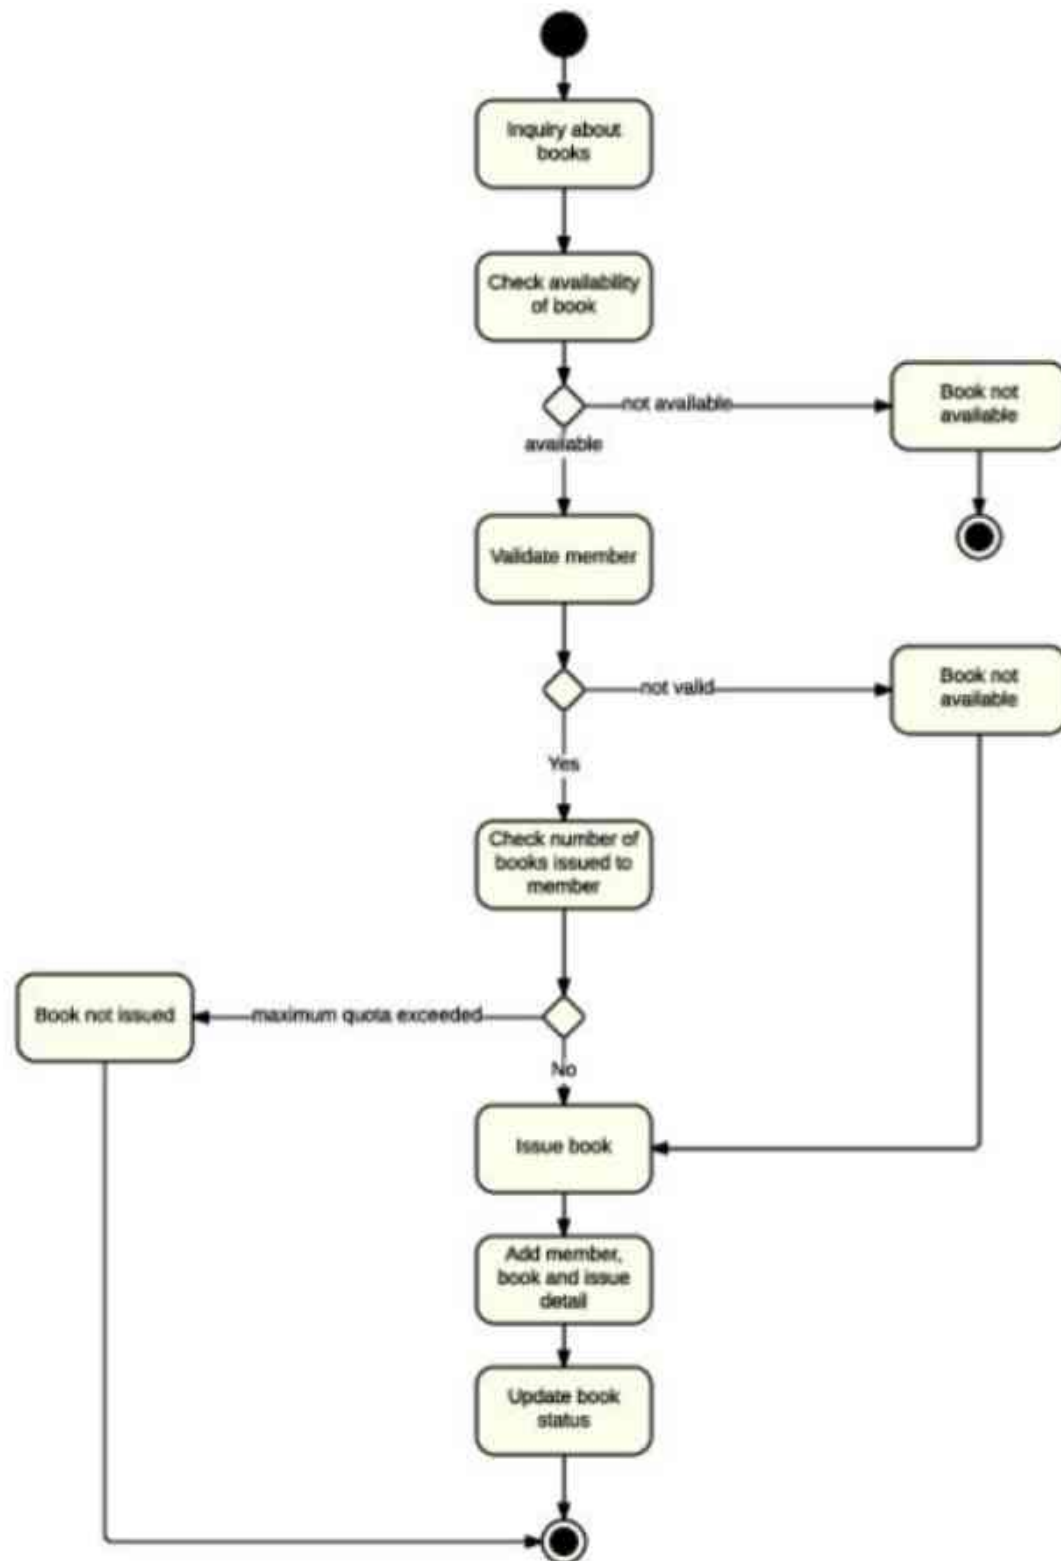 Inquiry about
books
Check availability
of book
not available
Book not
available
available
Validate member
not valid
Book not
available
Yes
Check number of
books issued to
member
Book not issued
maximum quota exceeded
No
Issue book
Add member,
book and issue
detail
Update book
status